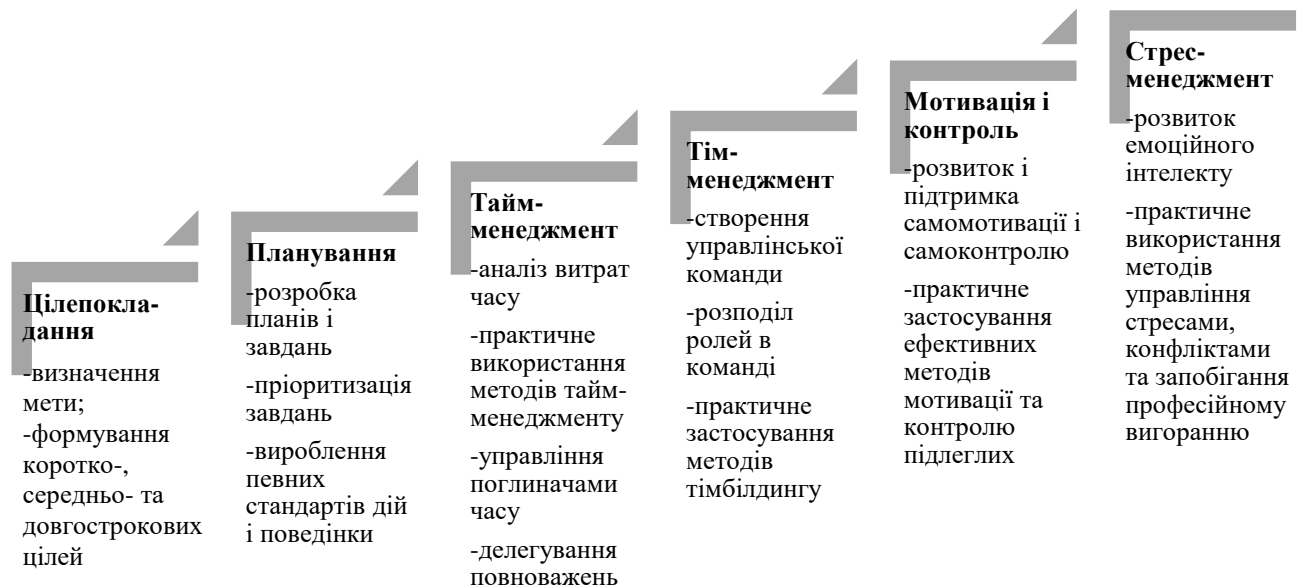 Цілепокла-
дання
-визначення
мети;
-формування
коротко-,
середньо- та
довгострокових
цілей
Планування
-розробка
планів і
завдань
-пріоритизація
завдань
-вироблення
певних
стандартів дій
і поведінки
Тайм-
менеджмент
-аналіз витрат
часу
-практичне
використання
методів тайм-
менеджменту
-управління
поглиначами
часу
-делегування
повноважень
Тім-
менеджмент
-створення
управлінської
команди
-розподіл
ролей в
команді
-практичне
застосування
методів
тімбілдингу
Мотивація і
контроль
-розвиток і
підтримка
самомотивації і
самоконтролю
-практичне
застосування
ефективних
методів
мотивації та
контролю
підлеглих
Стрес-
менеджмент
-розвиток
емоційного
інтелекту
-практичне
використання
методів
управління
стресами,
конфліктами
та запобігання
професійному
вигоранню